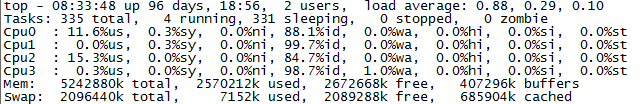 top - 08:33:48 up 96 days, 18:56,  2 users,  load average: 0.88, 0.29, 0.10
Tasks: 335 total,   4 running, 331 sleeping,   0 stopped,   0 zombie
Cpu0  : 11.6%us,  0.3%sy,  0.0%ni, 88.1%id,  0.0%wa,  0.0%hi,  0.0%si,  0.0%st
Cpu1  :  0.0%us,  0.3%sy,  0.0%ni, 99.7%id,  0.0%wa,  0.0%hi,  0.0%si,  0.0%st
Cpu2  : 15.3%us,  0.0%sy,  0.0%ni, 84.7%id,  0.0%wa,  0.0%hi,  0.0%si,  0.0%st
Cpu3  :  0.3%us,  0.0%sy,  0.0%ni, 98.7%id,  1.0%wa,  0.0%hi,  0.0%si,  0.0%st
Mem:   5242880k total,  2570212k used,  2672668k free,   407296k buffers
Swap:  2096440k total,     7152k used,  2089288k free,   685904k cached